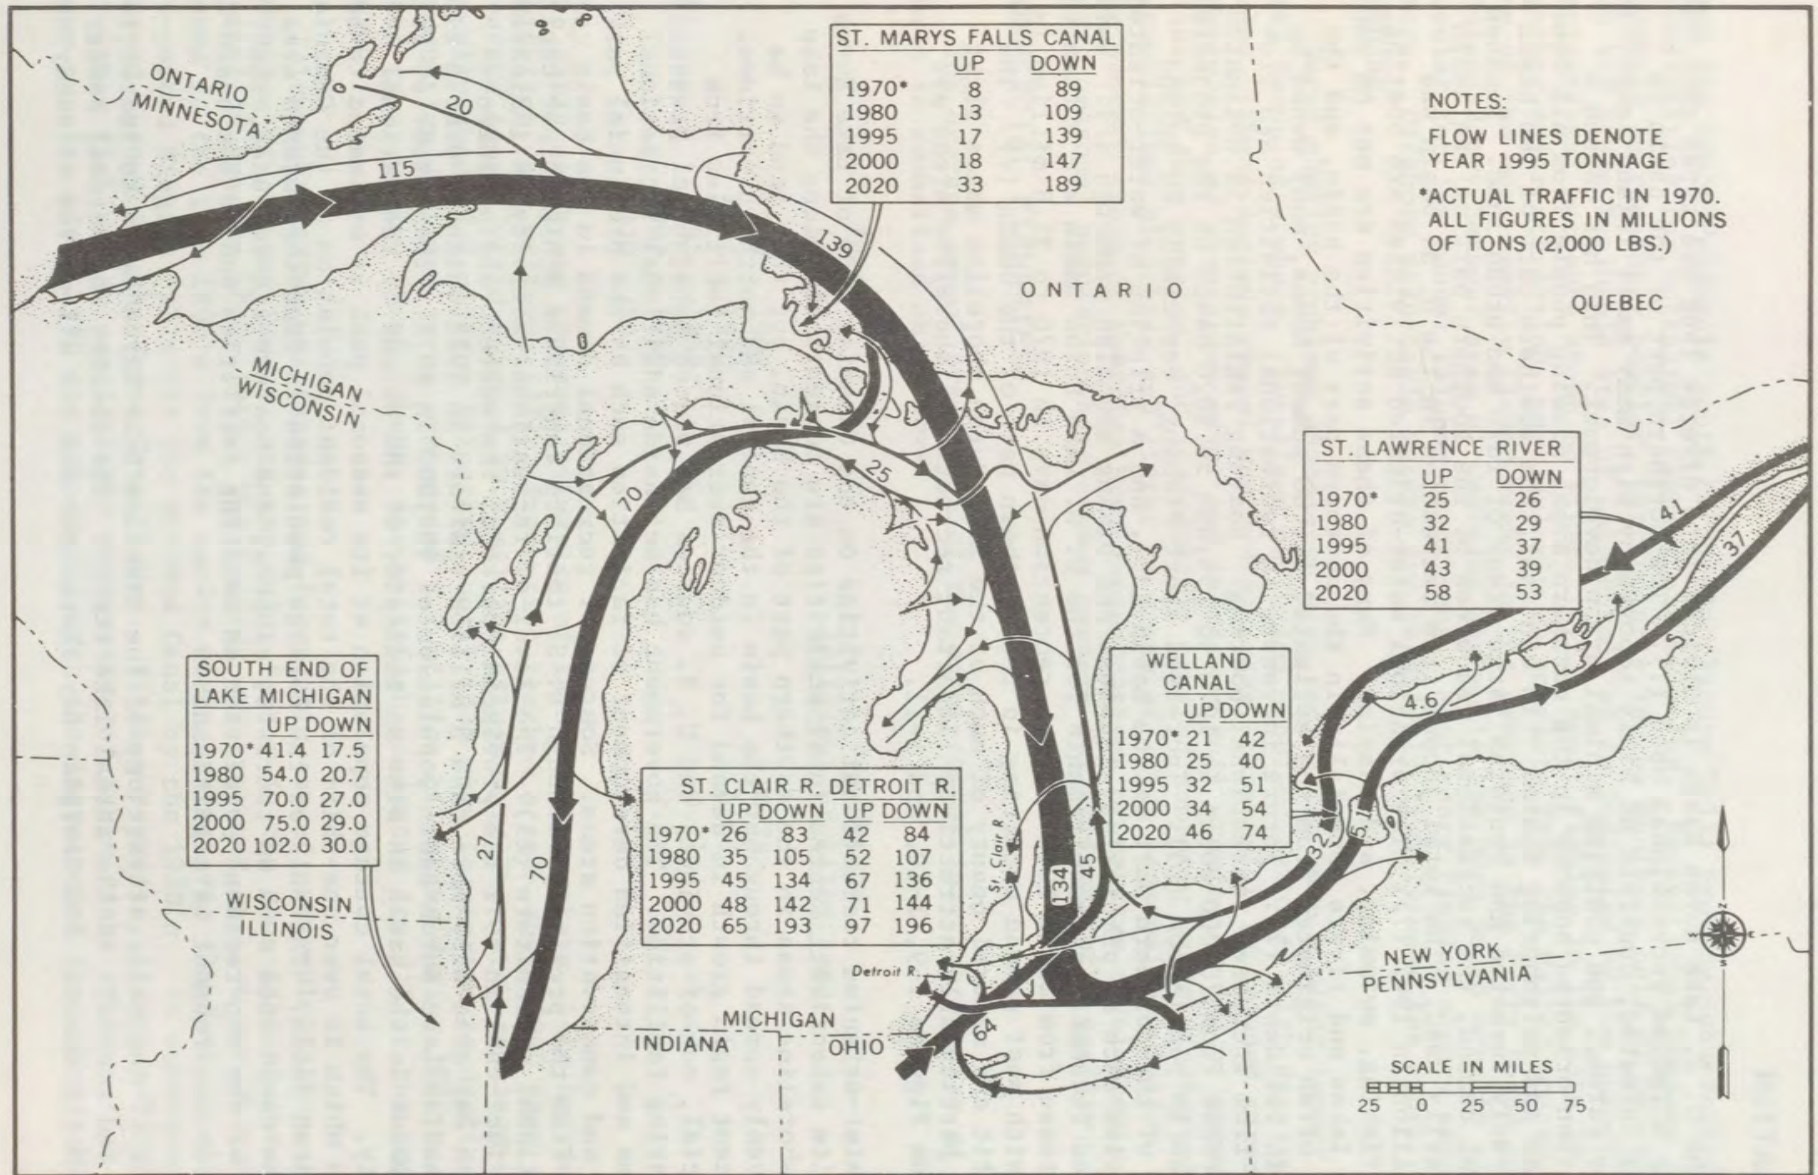 ONTARIO
MINNESOTA
20
115
139
ST. MARYS FALLS CANAL
UP DOWN
1970* 8 89
1980 13 109
1995 17 139
2000 18 147
2020 33 189
NOTES:
FLOW LINES DENOTE
YEAR 1995 TONNAGE
*ACTUAL TRAFFIC IN 1970.
ALL FIGURES IN MILLIONS
OF TONS (2,000 LBS.)
ONTARIO
QUEBEC
MICHIGAN
WISCONSIN
25
70
ST. LAWRENCE RIVER
UP DOWN
1970* 25 26
1980 32 29
1995 41 37
2000 43 39
2020 58 53
41
37
SOUTH END OF
LAKE MICHIGAN
UP DOWN
1970* 41.4 17.5
1980 54.0 20.7
1995 70.0 27.0
2000 75.0 29.0
2020 102.0 30.0
WELLAND
CANAL
UP DOWN
1970* 21 42
1980 25 40
1995 32 51
2000 34 54
2020 46 74
4.6
ST. CLAIR R. DETROIT R.
UP DOWN UP DOWN
1970* 26 83 42 84
1980 35 105 52 107
1995 45 134 67 136
2000 48 142 71 144
2020 65 193 97 196
27
70
St. Clair R.
134
45
32
5.1
WISCONSIN
ILLINOIS
Detroit R.
NEW YORK
PENNSYLVANIA
N
E
S
MICHIGAN
INDIANA
OHIO
64
SCALE IN MILES
25 0 25 50 75